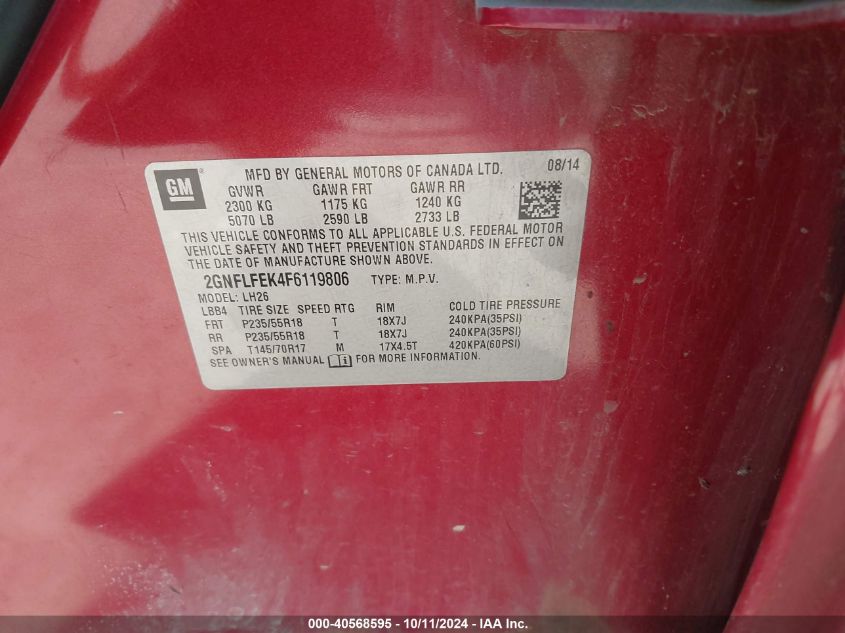 GM
MFD BY GENERAL MOTORS OF CANADA LTD. 08/14
GVWR GAWR FRT GAWR RR
2300 KG 1175 KG 1240 KG
5070 LB 2590 LB 2733 LB
THIS VEHICLE CONFORMS TO ALL APPLICABLE U.S. FEDERAL MOTOR
VEHICLE SAFETY AND THEFT PREVENTION STANDARDS IN EFFECT ON
THE DATE OF MANUFACTURE SHOWN ABOVE.
2GNFLFEK4F6119806 TYPE: M.P.V.
MODEL: LH26
LBB4 TIRE SIZE SPEED RTG RIM COLD TIRE PRESSURE
FRT P235/55R18 T 18X7J 240KPA(35PSI)
RR P235/55R18 T 18X7J 240KPA(35PSI)
SPA T145/70R17 M 17X4.5T 420KPA(60PSI)
SEE OWNER'S MANUAL i FOR MORE INFORMATION.
000-40568595 - 10/11/2024 - IAA Inc.